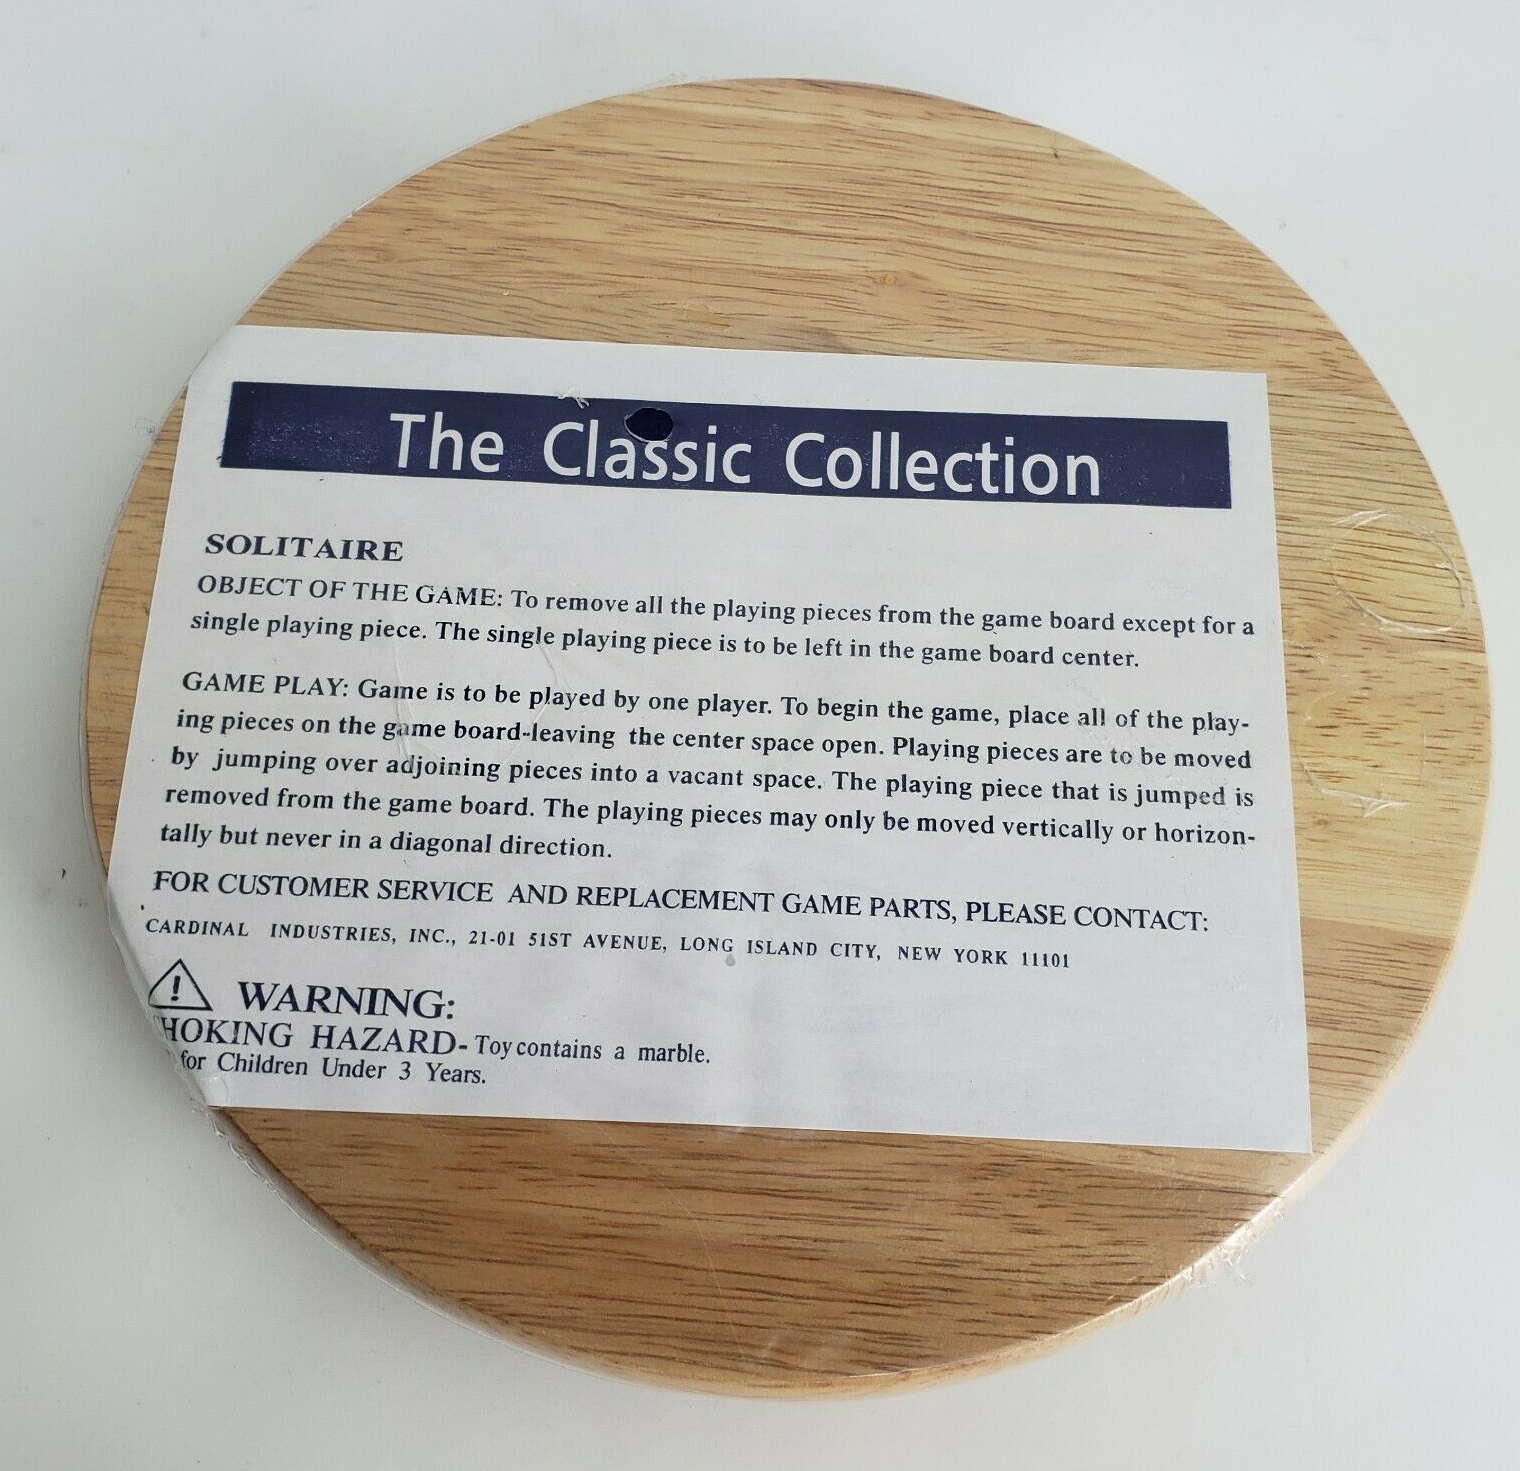 The Classic Collection
SOLITAIRE
OBJECT OF THE GAME: To remove all the playing pieces from the game board except for a
single playing piece. The single playing piece is to be left in the game board center.
GAME PLAY: Game is to be played by one player. To begin the game, place all of the play-
ing pieces on the game board-leaving the center space open. Playing pieces are to be moved
by jumping over adjoining pieces into a vacant space. The playing piece that is jumped is
removed from the game board. The playing pieces may only be moved vertically or horizon-
tally but never in a diagonal direction.
FOR CUSTOMER SERVICE AND REPLACEMENT GAME PARTS, PLEASE CONTACT:
CARDINAL INDUSTRIES, INC., 21-01 51ST AVENUE, LONG ISLAND CITY, NEW YORK 11101
! WARNING:
HOKING HAZARD- Toy contains a marble.
for Children Under 3 Years.